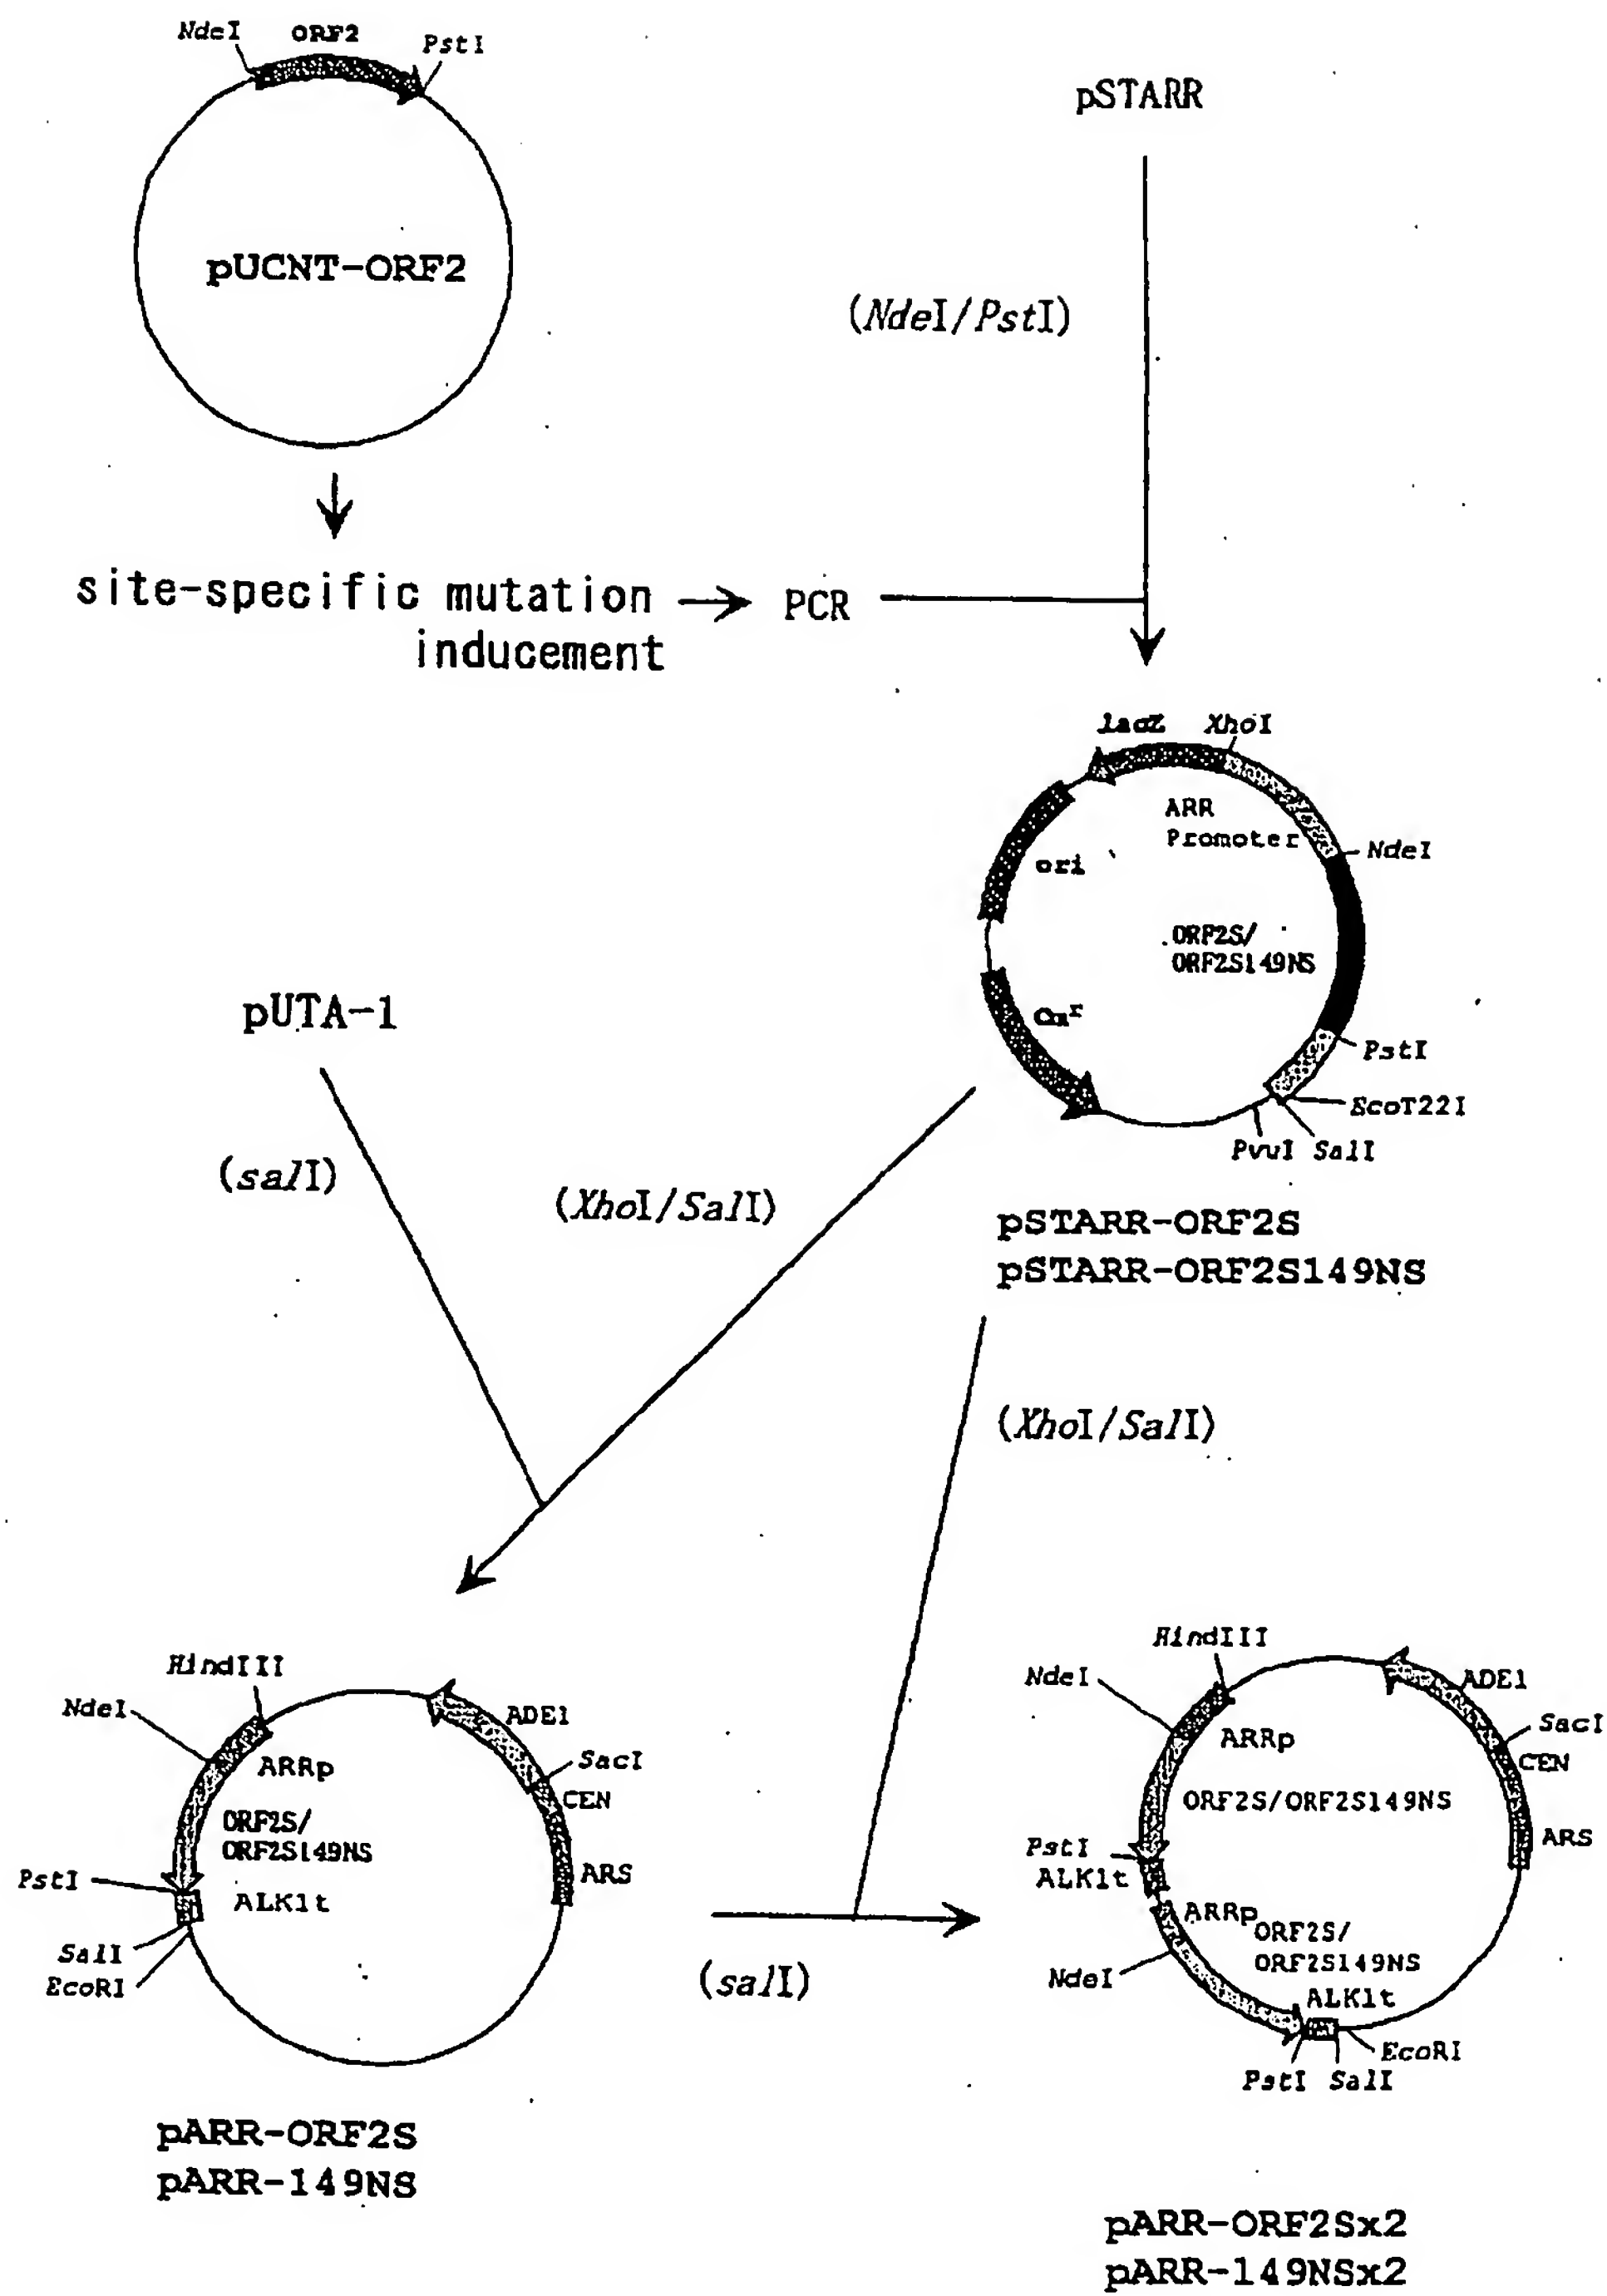 NdeI
ORF2
PstI
pUCNT-ORF2
pSTARR
(NdeI/PstI)
site-specific mutation
inducement
PCR
lacZ
XhoI
ARR
Promoter
NdeI
ori
ORF2S/
ORF2S149NS
Cmr
PstI
EcoT22I
PvuI
SalI
pSTARR-ORF2S
pSTARR-ORF2S149NS
pUTA-1
(salI)
(XhoI/SalI)
(XhoI/SalI)
HindIII
NdeI
ADE1
SacI
ARRp
CEN
ORF2S/
ORF2S149NS
ARS
PstI
ALK1t
SalI
EcoRI
pARR-ORF2S
pARR-149NS
(salI)
HindIII
NdeI
ADE1
SacI
ARRp
CEN
ORF2S/ORF2S149NS
ARS
PstI
ALK1t
ARRp
ORF2S/
ORF2S149NS
NdeI
ALK1t
EcoRI
PstI
SalI
pARR-ORF2Sx2
pARR-149NSx2